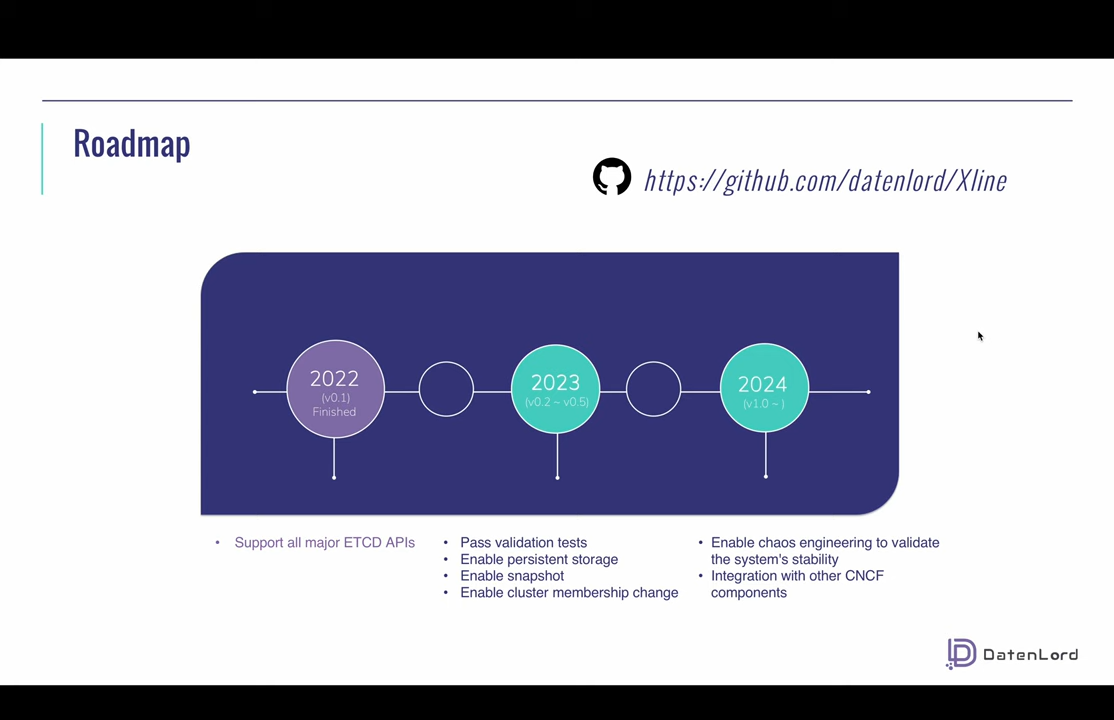 Roadmap
https://github.com/datenlord/Xline
2022
(v0.1)
Finished
2023
(v0.2 ~ v0.5)
2024
(v1.0 ~ )
• Support all major ETCD APIs
• Pass validation tests
• Enable persistent storage
• Enable snapshot
• Enable cluster membership change
• Enable chaos engineering to validate
the system's stability
• Integration with other CNCF
components
DatenLord